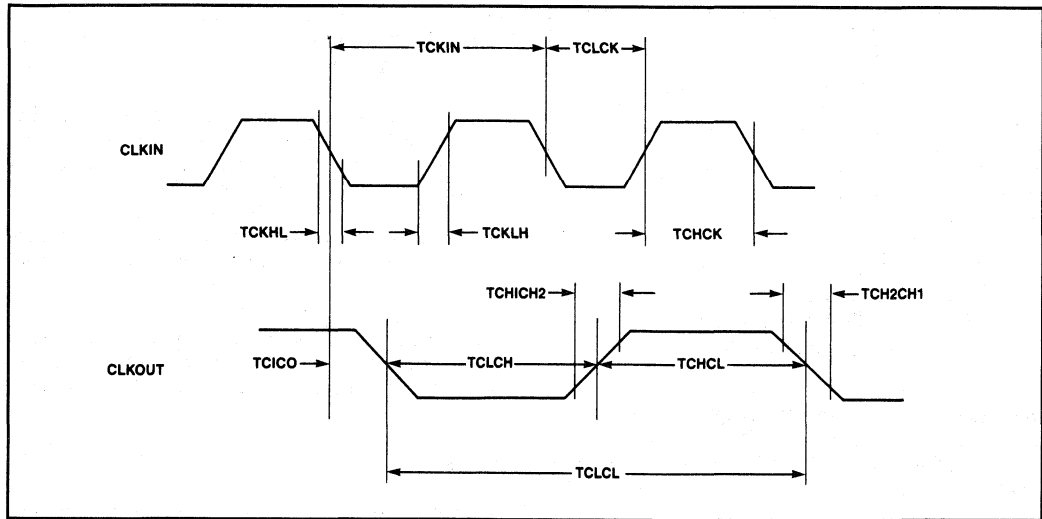 TCKIN
TCLCK
CLKIN
TCKHL
TCKLH
TCHCK
TCHICH2
TCH2CH1
CLKOUT
TCICO
TCLCH
TCHCL
TCLCL